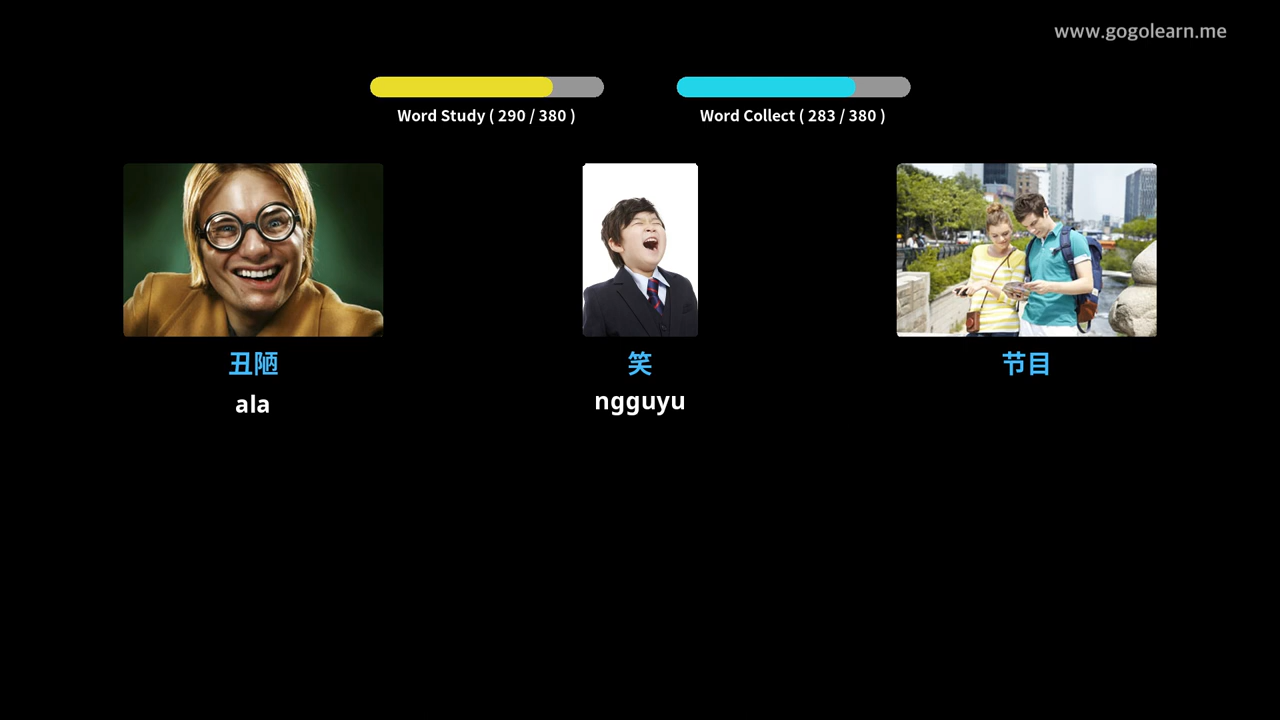 www.gogolearn.me
Word Study ( 290 / 380 )
Word Collect ( 283 / 380 )
丑陋
笑
节目
ala
ngguyu